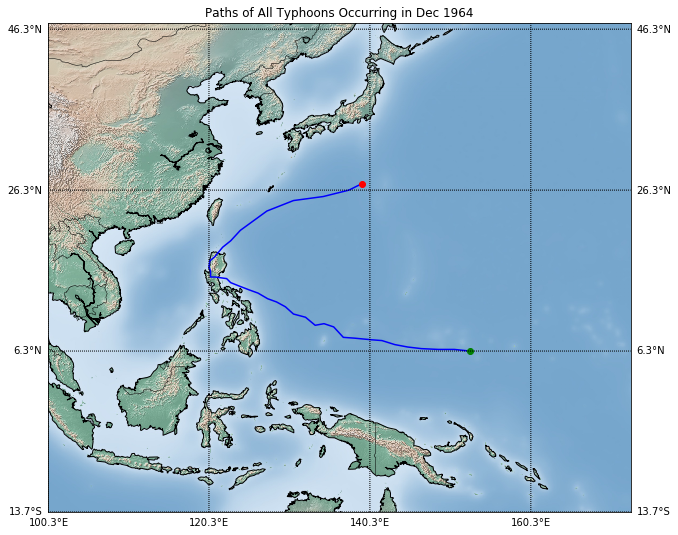 Paths of All Typhoons Occurring in Dec 1964
46.3°N 46.3°N
26.3°N 26.3°N
6.3°N 6.3°N
13.7°S 13.7°S
100.3°E 120.3°E 140.3°E 160.3°E